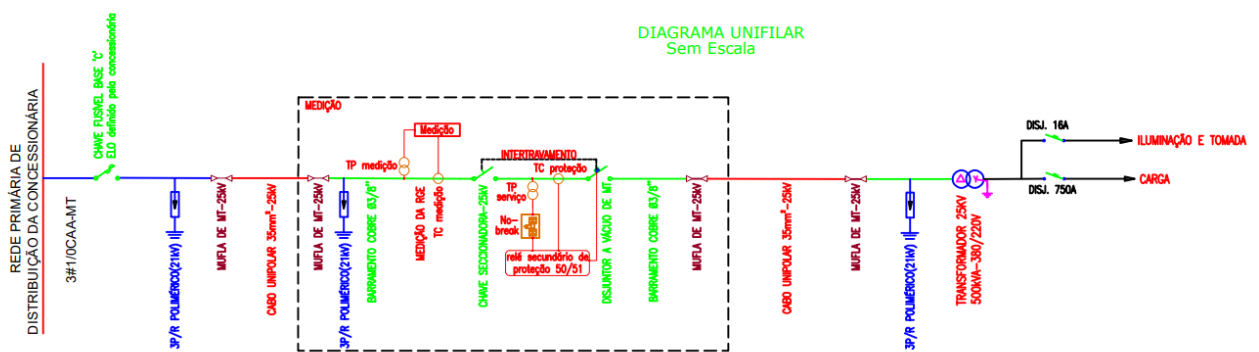 DIAGRAMA UNIFILAR
Sem Escala
REDE PRIMÁRIA DE
DISTRIBUIÇÃO DA CONCESSIONÁRIA
3#1/0CAA-MT
CHAVE FUSÍVEL BASE 'C'
ELO definido pela concessionária
3P/R POLIMÉRICO(21kV)
MUFLA DE MT-25kV
CABO UNIPOLAR 35mm²-25kV
MEDIÇÃO
MUFLA DE MT-25kV
3P/R POLIMÉRICO(21kV)
BARRAMENTO COBRE Ø3/8"
TP medição
Medição
MEDIÇÃO DA RGE
TC medição
CHAVE SECCIONADORA-25kV
INTERTRAVAMENTO
TC proteção
TP
serviço
No-
break
relé secundário de
proteção 50/51
DISJUNTOR A VÁCUO DE MT
BARRAMENTO COBRE Ø3/8"
MUFLA DE MT-25kV
CABO UNIPOLAR 35mm²-25kV
MUFLA DE MT-25kV
3P/R POLIMÉRICO(21kV)
TRANSFORMADOR 25KV
500KVA-380/220V
DISJ. 16A
ILUMINAÇÃO E TOMADA
DISJ. 750A
CARGA